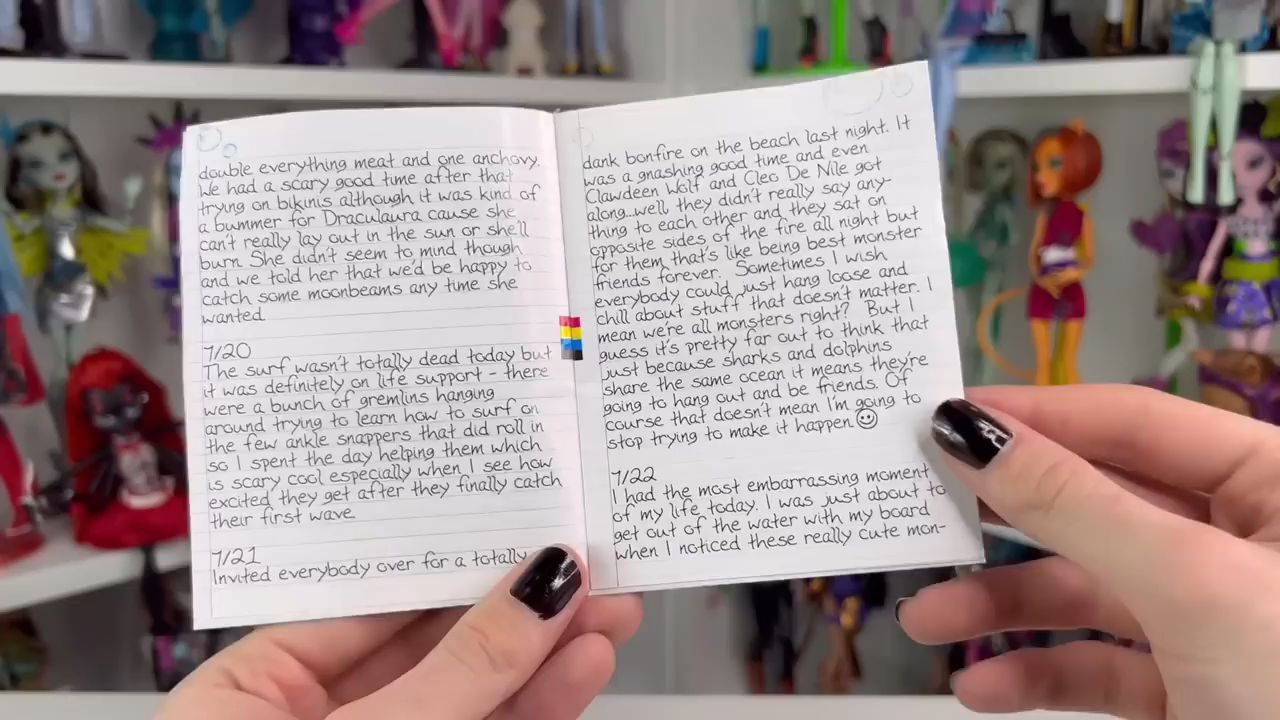 double everything meat and one anchovy.
We had a scary good time after that
trying on bikinis although it was kind of
a bummer for Draculaura cause she
can't really lay out in the sun or she'll
burn. She didn't seem to mind though
and we told her that we'd be happy to
catch some moonbeams any time she
wanted.
7/20
The surf wasn't totally dead today but
it was definitely on life support - there
were a bunch of gremlins hanging
around trying to learn how to surf on
the few ankle snappers that did roll in
so I spent the day helping them which
is scary cool especially when I see how
excited they get after they finally catch
their first wave.
7/21
Invited everybody over for a totally
dank bonfire on the beach last night. It
was a gnashing good time and even
Clawdeen Wolf and Cleo De Nile got
along...well, they didn't really say any-
thing to each other and they sat on
opposite sides of the fire all night but
for them, that's like being best monster
friends forever. Sometimes I wish
everybody could just hang loose and
chill about stuff that doesn't matter. I
mean we're all monsters right? But I
guess it's pretty far out to think that
just because sharks and dolphins
share the same ocean it means they're
going to hang out and be friends. Of
course that doesn't mean I'm going to
stop trying to make it happen ☺
7/22
I had the most embarrassing moment
of my life today. I was just about to
get out of the water with my board
when I noticed these really cute mon-